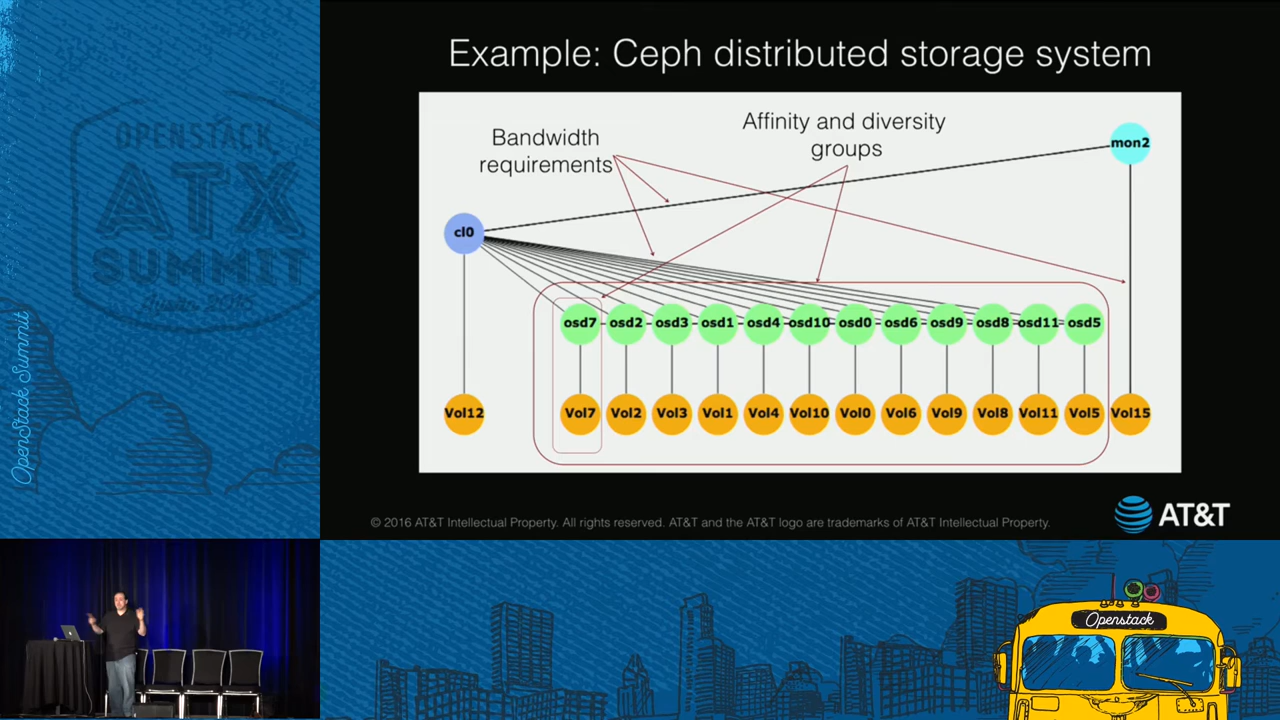 OPENSTACK
ATX
SUMMIT
OpenStack Summit
Example: Ceph distributed storage system
Bandwidth
requirements
Affinity and diversity
groups
mon2
cl0
osd7 osd2 osd3 osd1 osd4 osd10 osd0 osd6 osd9 osd8 osd11 osd5
Vol12 Vol7 Vol2 Vol3 Vol1 Vol4 Vol10 Vol0 Vol6 Vol9 Vol8 Vol11 Vol5 Vol15
© 2016 AT&T Intellectual Property. All rights reserved. AT&T and the AT&T logo are trademarks of AT&T Intellectual Property.
AT&T
Openstack